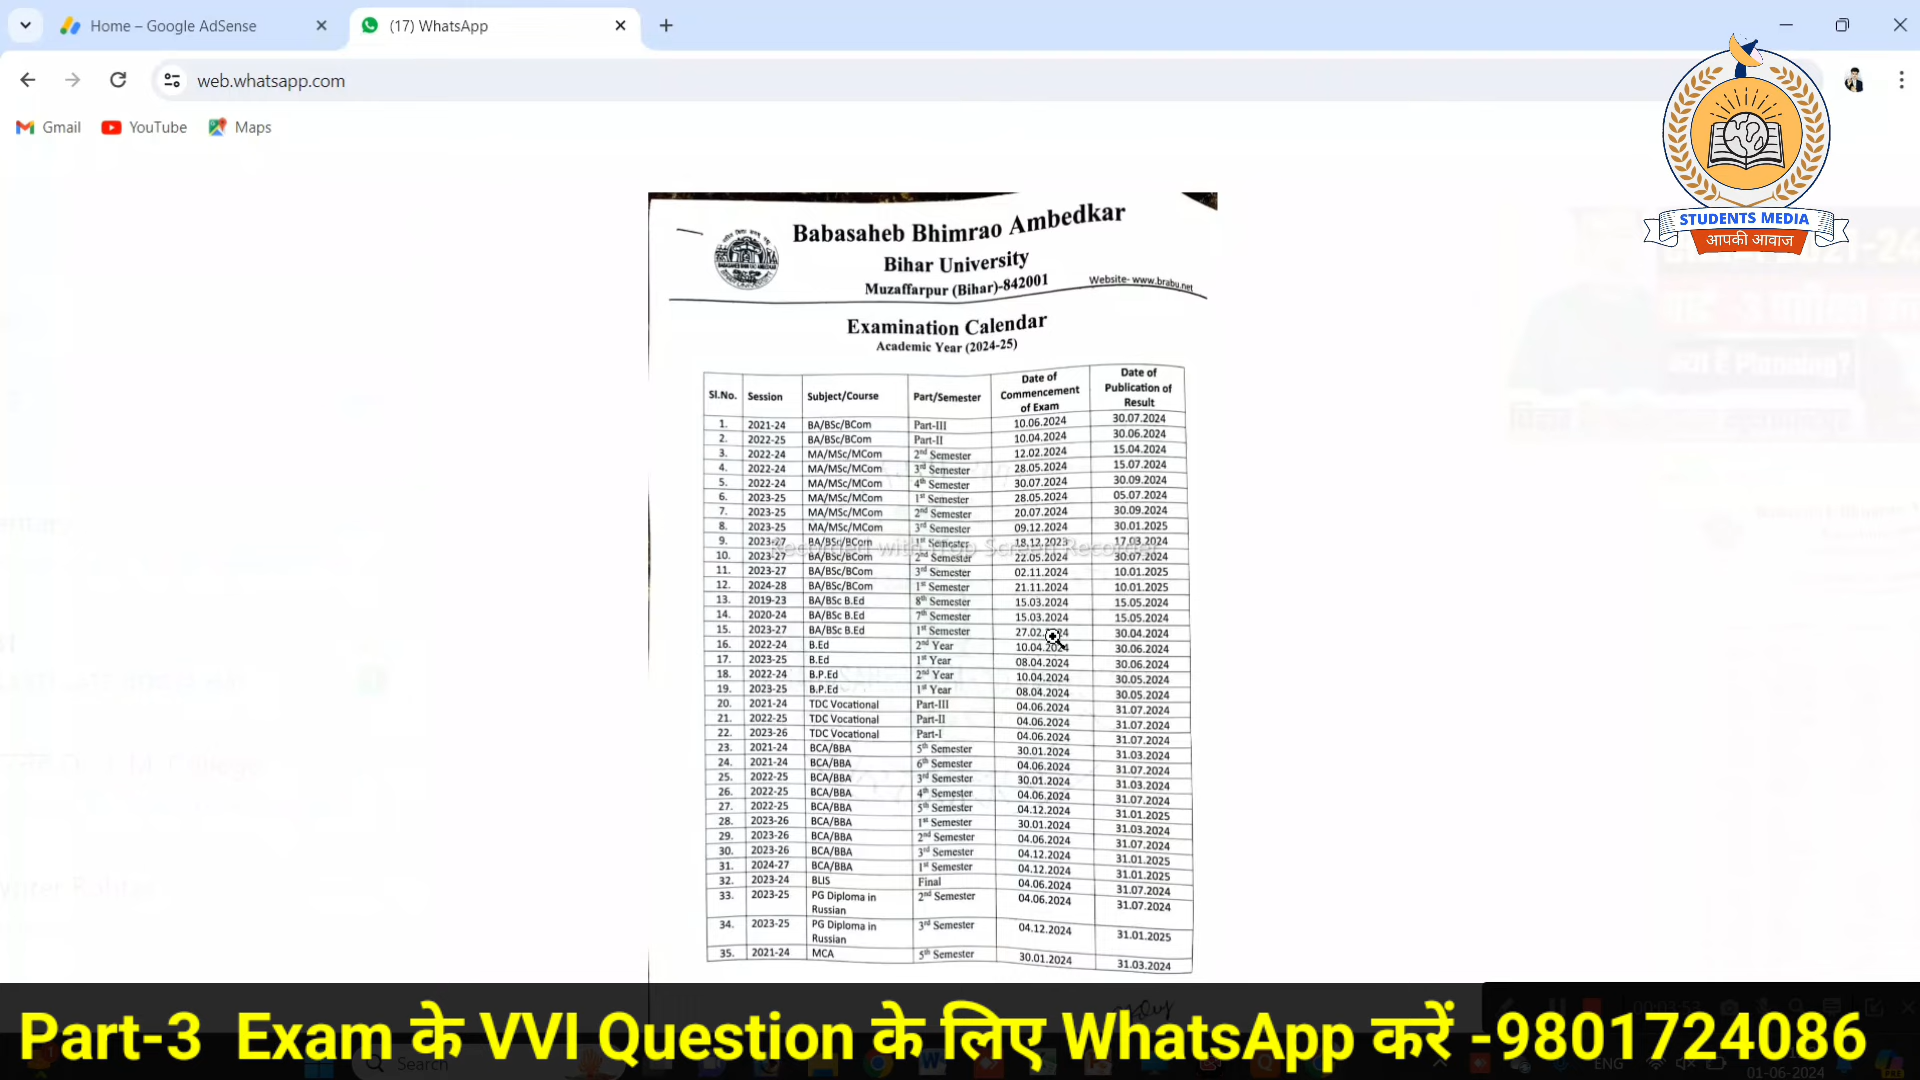 Home – Google AdSense
(17) WhatsApp
web.whatsapp.com
Gmail
YouTube
Maps
STUDENTS MEDIA
आपकी आवाज
Babasaheb Bhimrao Ambedkar
Bihar University
Muzaffarpur (Bihar)-842001
Website- www.brabu.net
Examination Calendar
Academic Year (2024-25)
Sl.No. Session Subject/Course Part/Semester Date of Commencement of Exam Date of Publication of Result
1. 2021-24 BA/BSc/BCom Part-III 10.06.2024 30.07.2024
2. 2022-25 BA/BSc/BCom Part-II 10.04.2024 30.06.2024
3. 2022-24 MA/MSc/MCom 2nd Semester 12.02.2024 15.04.2024
4. 2022-24 MA/MSc/MCom 3rd Semester 28.05.2024 15.07.2024
5. 2022-24 MA/MSc/MCom 4th Semester 30.07.2024 30.09.2024
6. 2023-25 MA/MSc/MCom 1st Semester 28.05.2024 05.07.2024
7. 2023-25 MA/MSc/MCom 2nd Semester 20.07.2024 30.09.2024
8. 2023-25 MA/MSc/MCom 3rd Semester 09.12.2024 30.01.2025
9. 2023-27 BA/BSc/BCom 1st Semester 18.12.2023 17.03.2024
Recorded with iTop Screen Recorder
10. 2023-27 BA/BSc/BCom 2nd Semester 22.05.2024 30.07.2024
11. 2023-27 BA/BSc/BCom 3rd Semester 02.11.2024 10.01.2025
12. 2024-28 BA/BSc/BCom 1st Semester 21.11.2024 10.01.2025
13. 2019-23 BA/BSc B.Ed 8th Semester 15.03.2024 15.05.2024
14. 2020-24 BA/BSc B.Ed 7th Semester 15.03.2024 15.05.2024
15. 2023-27 BA/BSc B.Ed 1st Semester 27.02.2024 30.04.2024
16. 2022-24 B.Ed 2nd Year 10.04.2024 30.06.2024
17. 2023-25 B.Ed 1st Year 08.04.2024 30.06.2024
18. 2022-24 B.P.Ed 2nd Year 10.04.2024 30.05.2024
19. 2023-25 B.P.Ed 1st Year 08.04.2024 30.05.2024
20. 2021-24 TDC Vocational Part-III 04.06.2024 31.07.2024
21. 2022-25 TDC Vocational Part-II 04.06.2024 31.07.2024
22. 2023-26 TDC Vocational Part-I 04.06.2024 31.07.2024
23. 2021-24 BCA/BBA 5th Semester 30.01.2024 31.03.2024
24. 2021-24 BCA/BBA 6th Semester 04.06.2024 31.07.2024
25. 2022-25 BCA/BBA 3rd Semester 30.01.2024 31.03.2024
26. 2022-25 BCA/BBA 4th Semester 04.06.2024 31.07.2024
27. 2022-25 BCA/BBA 5th Semester 04.12.2024 31.01.2025
28. 2023-26 BCA/BBA 1st Semester 30.01.2024 31.03.2024
29. 2023-26 BCA/BBA 2nd Semester 04.06.2024 31.07.2024
30. 2023-26 BCA/BBA 3rd Semester 04.12.2024 31.01.2025
31. 2024-27 BCA/BBA 1st Semester 04.12.2024 31.01.2025
32. 2023-24 BLIS Final 04.06.2024 31.07.2024
33. 2023-25 PG Diploma in Russian 2nd Semester 04.06.2024 31.07.2024
34. 2023-25 PG Diploma in Russian 3rd Semester 04.12.2024 31.01.2025
35. 2021-24 MCA 5th Semester 30.01.2024 31.03.2024
Part-3 Exam के VVI Question के लिए WhatsApp करें -9801724086
Search
ENG
01-06-2024